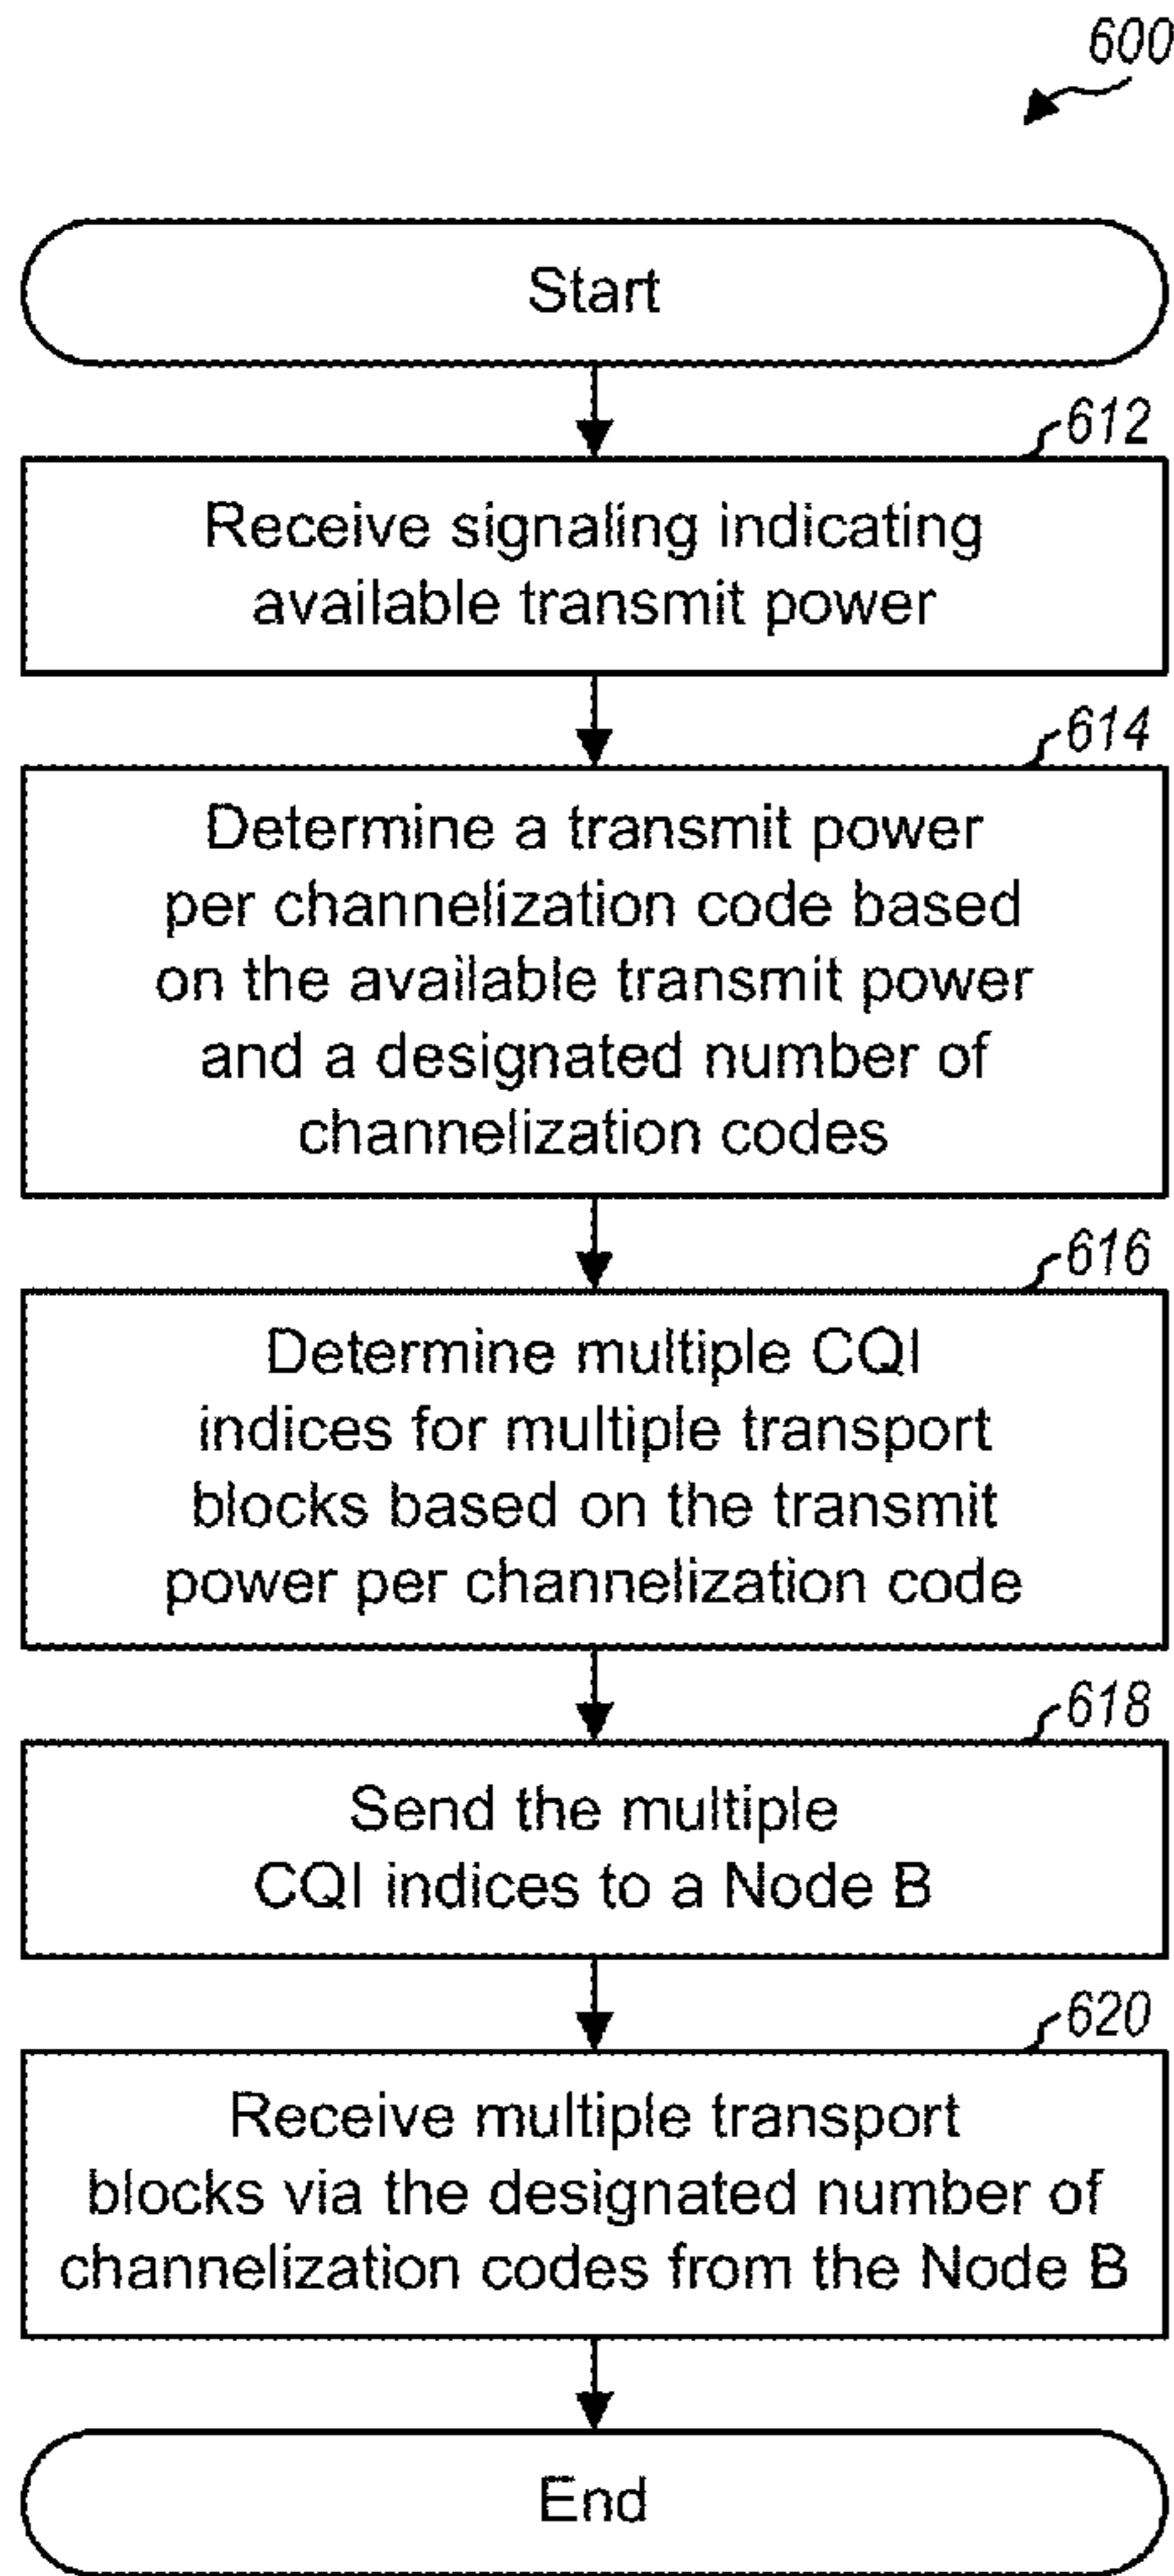 600
Start
612
Receive signaling indicating
available transmit power
614
Determine a transmit power
per channelization code based
on the available transmit power
and a designated number of
channelization codes
616
Determine multiple CQI
indices for multiple transport
blocks based on the transmit
power per channelization code
618
Send the multiple
CQI indices to a Node B
620
Receive multiple transport
blocks via the designated number of
channelization codes from the Node B
End